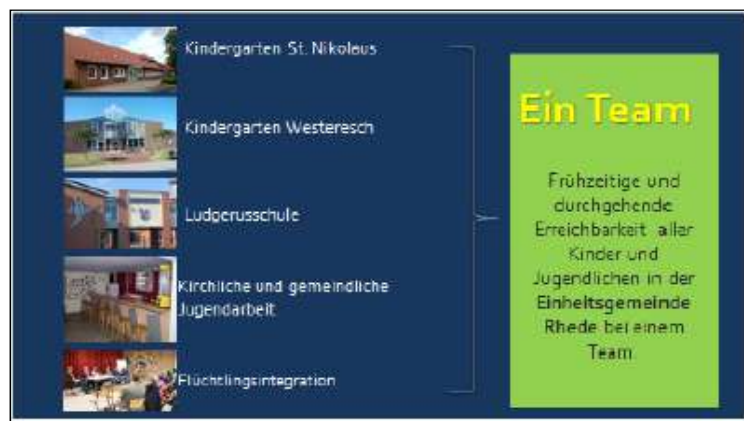 Kindergarten St. Nikolaus
Kindergarten Westeresch
Ludgerusschule
Kirchliche und gemeindliche
Jugendarbeit
Flüchtlingsintegration
Ein Team
Frühzeitige und
durchgehende
Erreichbarkeit aller
Kinder und
Jugendlichen in der
Einheitsgemeinde
Rhede bei einem
Team